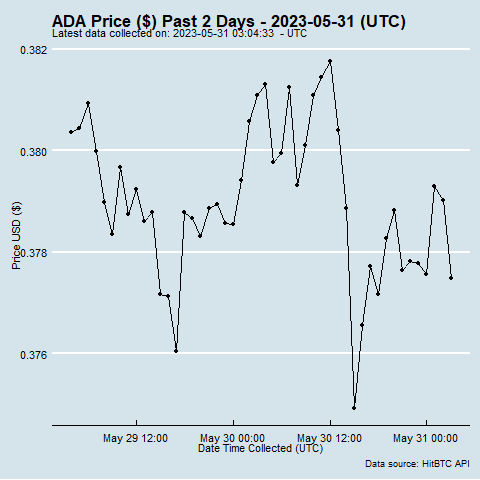 ADA Price ($) Past 2 Days - 2023-05-31 (UTC)
Latest data collected on: 2023-05-31 03:04:33 - UTC
0.382
0.380
0.378
0.376
Price USD ($)
May 29 12:00 May 30 00:00 May 30 12:00 May 31 00:00
Date Time Collected (UTC)
Data source: HitBTC API